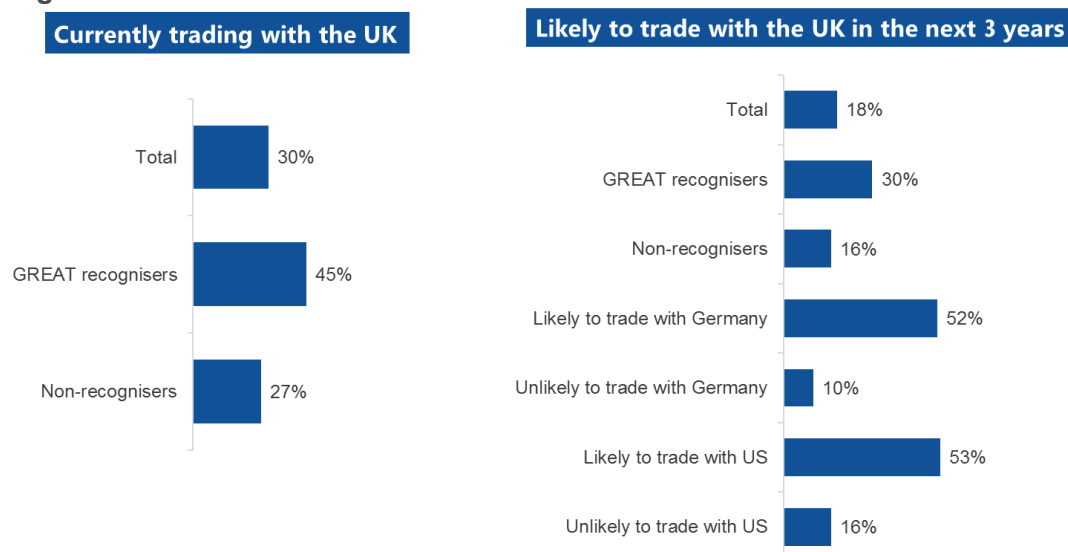 Currently trading with the UK
Total 30%
GREAT recognisers 45%
Non-recognisers 27%
Likely to trade with the UK in the next 3 years
Total 18%
GREAT recognisers 30%
Non-recognisers 16%
Likely to trade with Germany 52%
Unlikely to trade with Germany 10%
Likely to trade with US 53%
Unlikely to trade with US 16%